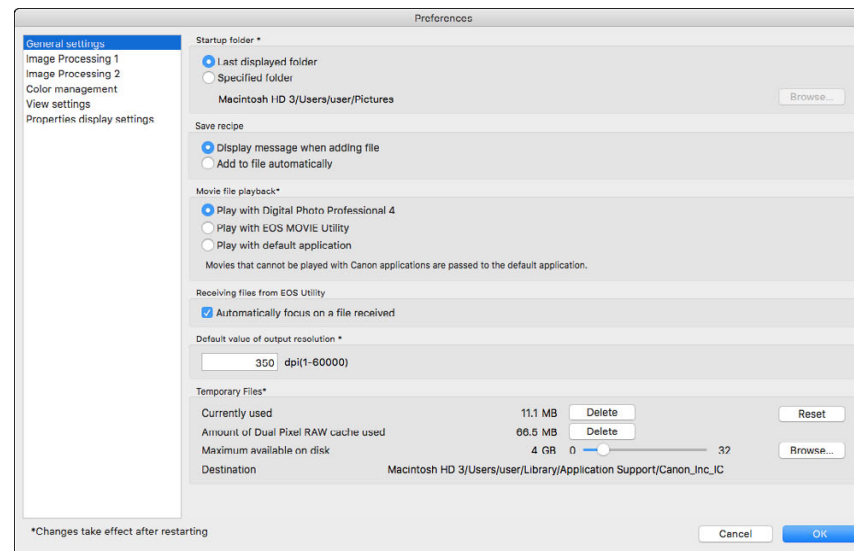 Preferences
General settings
Image Processing 1
Image Processing 2
Color management
View settings
Properties display settings
Startup folder *
Last displayed folder
Specified folder
Macintosh HD 3/Users/user/Pictures
Browse...
Save recipe
Display message when adding file
Add to file automatically
Movie file playback*
Play with Digital Photo Professional 4
Play with EOS MOVIE Utility
Play with default application
Movies that cannot be played with Canon applications are passed to the default application.
Receiving files from EOS Utility
Automatically focus on a file received
Default value of output resolution *
350 dpi(1-60000)
Temporary Files*
Currently used 11.1 MB Delete Reset
Amount of Dual Pixel RAW cache used 66.5 MB Delete
Maximum available on disk 4 GB 0 32 Browse...
Destination Macintosh HD 3/Users/user/Library/Application Support/Canon_Inc_IC
*Changes take effect after restarting
Cancel OK